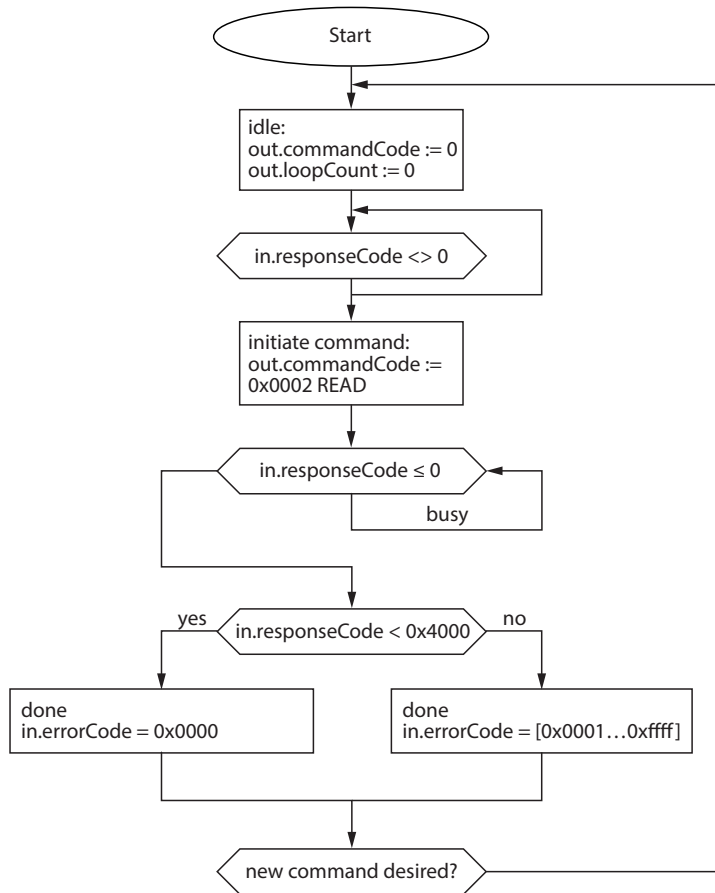 Start
idle:
out.commandCode := 0
out.loopCount := 0
in.responseCode <> 0
initiate command:
out.commandCode :=
0x0002 READ
in.responseCode ≤ 0
busy
yes
in.responseCode < 0x4000
no
done
in.errorCode = 0x0000
done
in.errorCode = [0x0001…0xffff]
new command desired?